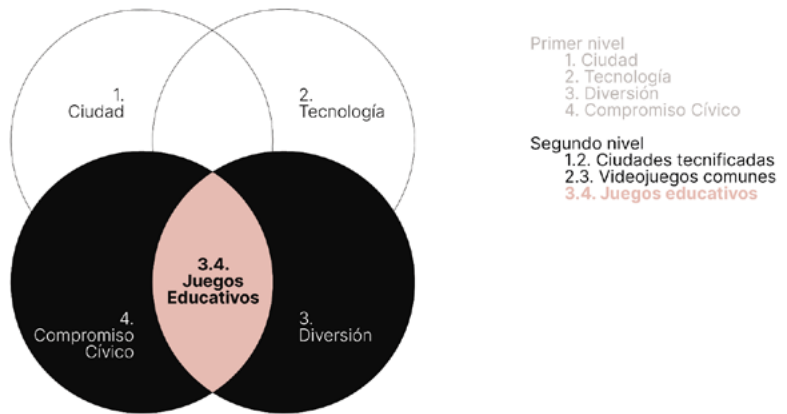 1.
Ciudad
2.
Tecnología
3.4.
Juegos
Educativos
4.
Compromiso
Cívico
3.
Diversión
Primer nivel
1. Ciudad
2. Tecnología
3. Diversión
4. Compromiso Cívico
Segundo nivel
1.2. Ciudades tecnificadas
2.3. Videojuegos comunes
3.4. Juegos educativos